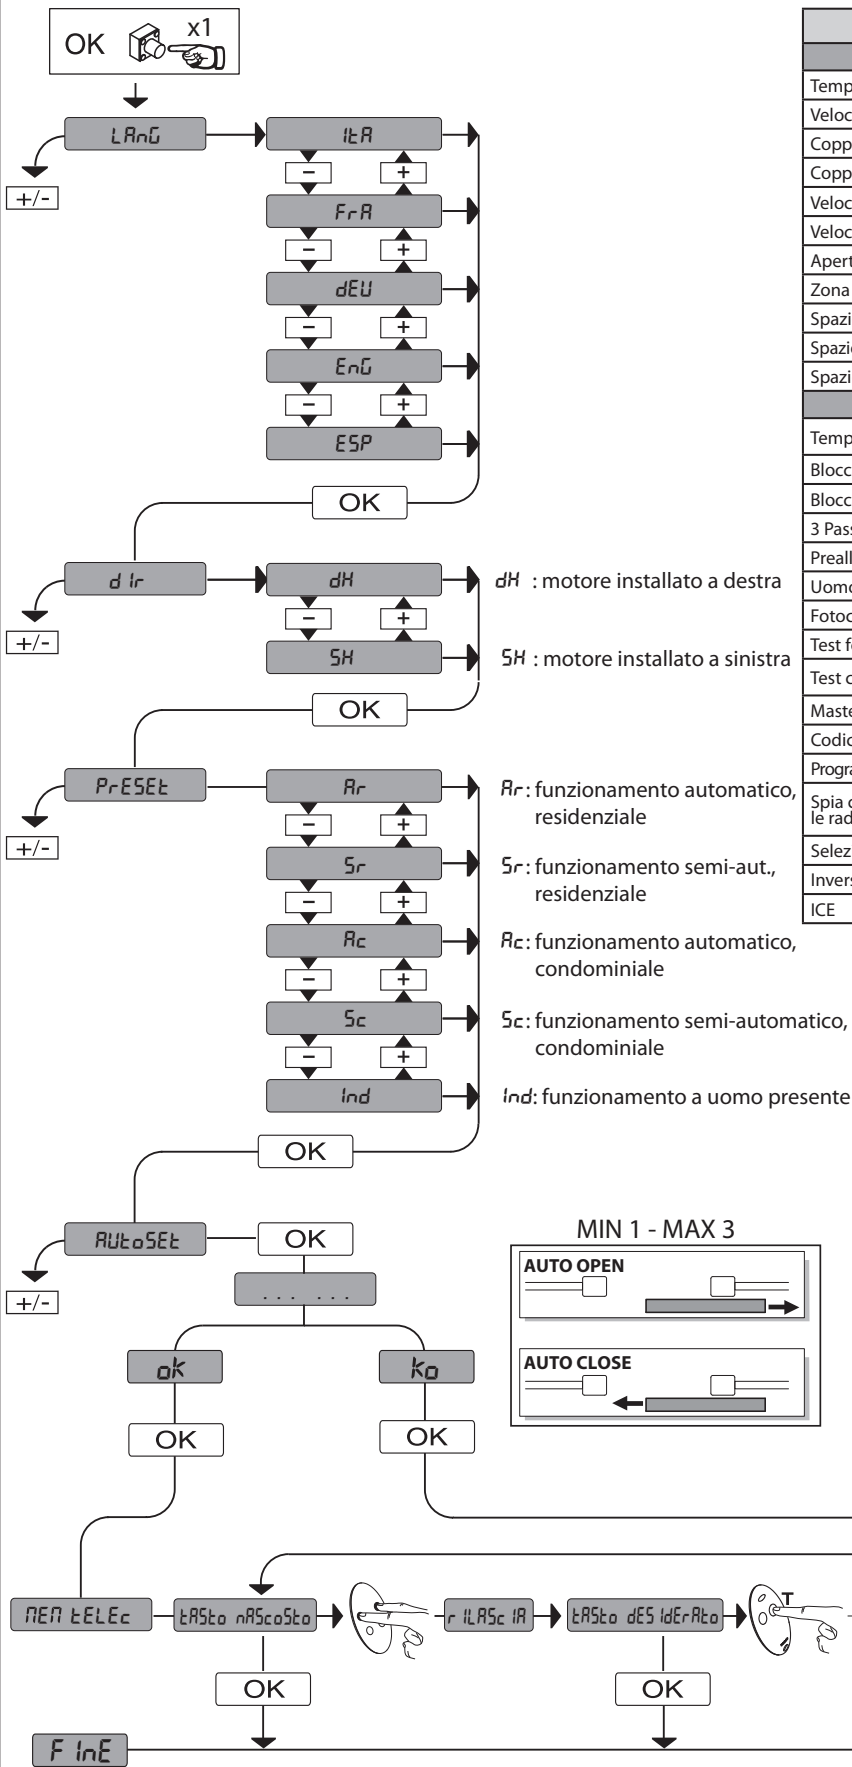 OK x1
LAnG
+/-
ItA
- +
FrA
- +
dEU
- +
EnG
- +
ESP
OK
dIr
+/-
dH
dH : motore installato a destra
- +
SH
SH : motore installato a sinistra
OK
PrESEt
+/-
Ar
Ar: funzionamento automatico,
residenziale
- +
Sr
Sr: funzionamento semi-aut.,
residenziale
- +
Ac
Ac: funzionamento automatico,
condominiale
- +
Sc
Sc: funzionamento semi-automatico,
condominiale
- +
Ind
Ind: funzionamento a uomo presente
OK
AUtoSEt
OK
+/-
... ...
ok
ko
OK
OK
MIN 1 - MAX 3
AUTO OPEN
AUTO CLOSE
MEM tELEc
tASto nAScoSto
rILAScIA
tASto dESIdErAto
T
OK
OK
FInE
Temp
Veloc
Copp
Copp
Veloc
Veloc
Apert
Zona
Spazi
Spazi
Spazi
Temp
Blocc
Blocc
3 Pass
Preall
Uomo
Fotoc
Test f
Test c
Maste
Codic
Progra
Spia c
le rad
Selez
Invers
ICE